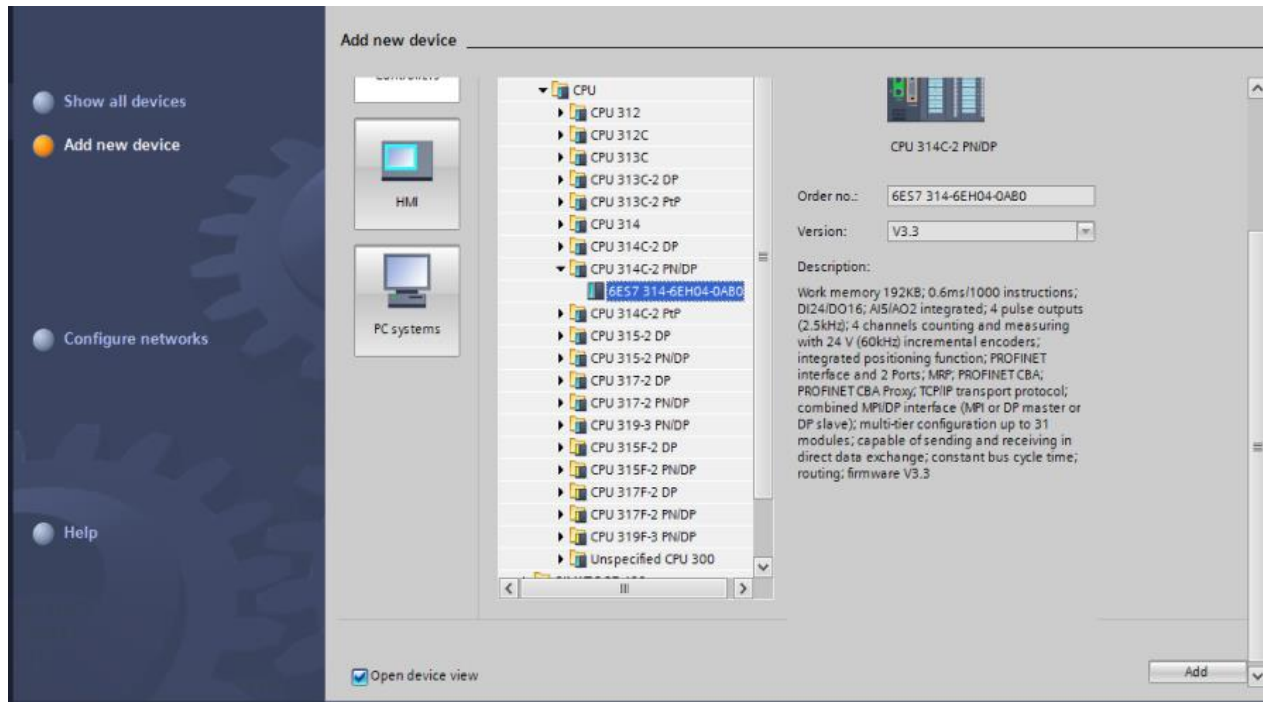 Add new device
Show all devices
Add new device
Configure networks
Help
Controllers
HMI
PC systems
CPU
CPU 312
CPU 312C
CPU 313C
CPU 313C-2 DP
CPU 313C-2 PtP
CPU 314
CPU 314C-2 DP
CPU 314C-2 PN/DP
6ES7 314-6EH04-0AB0
CPU 314C-2 PtP
CPU 315-2 DP
CPU 315-2 PN/DP
CPU 317-2 DP
CPU 317-2 PN/DP
CPU 319-3 PN/DP
CPU 315F-2 DP
CPU 315F-2 PN/DP
CPU 317F-2 DP
CPU 317F-2 PN/DP
CPU 319F-3 PN/DP
Unspecified CPU 300
CPU 314C-2 PN/DP
Order no.: 6ES7 314-6EH04-0AB0
Version: V3.3
Description:
Work memory 192KB; 0.6ms/1000 instructions;
DI24/DO16; AI5/AO2 integrated; 4 pulse outputs
(2.5kHz); 4 channels counting and measuring
with 24 V (60kHz) incremental encoders;
integrated positioning function; PROFINET
interface and 2 Ports; MRP; PROFINET CBA;
PROFINET CBA Proxy; TCP/IP transport protocol;
combined MPI/DP interface (MPI or DP master or
DP slave); multi-tier configuration up to 31
modules; capable of sending and receiving in
direct data exchange; constant bus cycle time;
routing; firmware V3.3
Open device view
Add